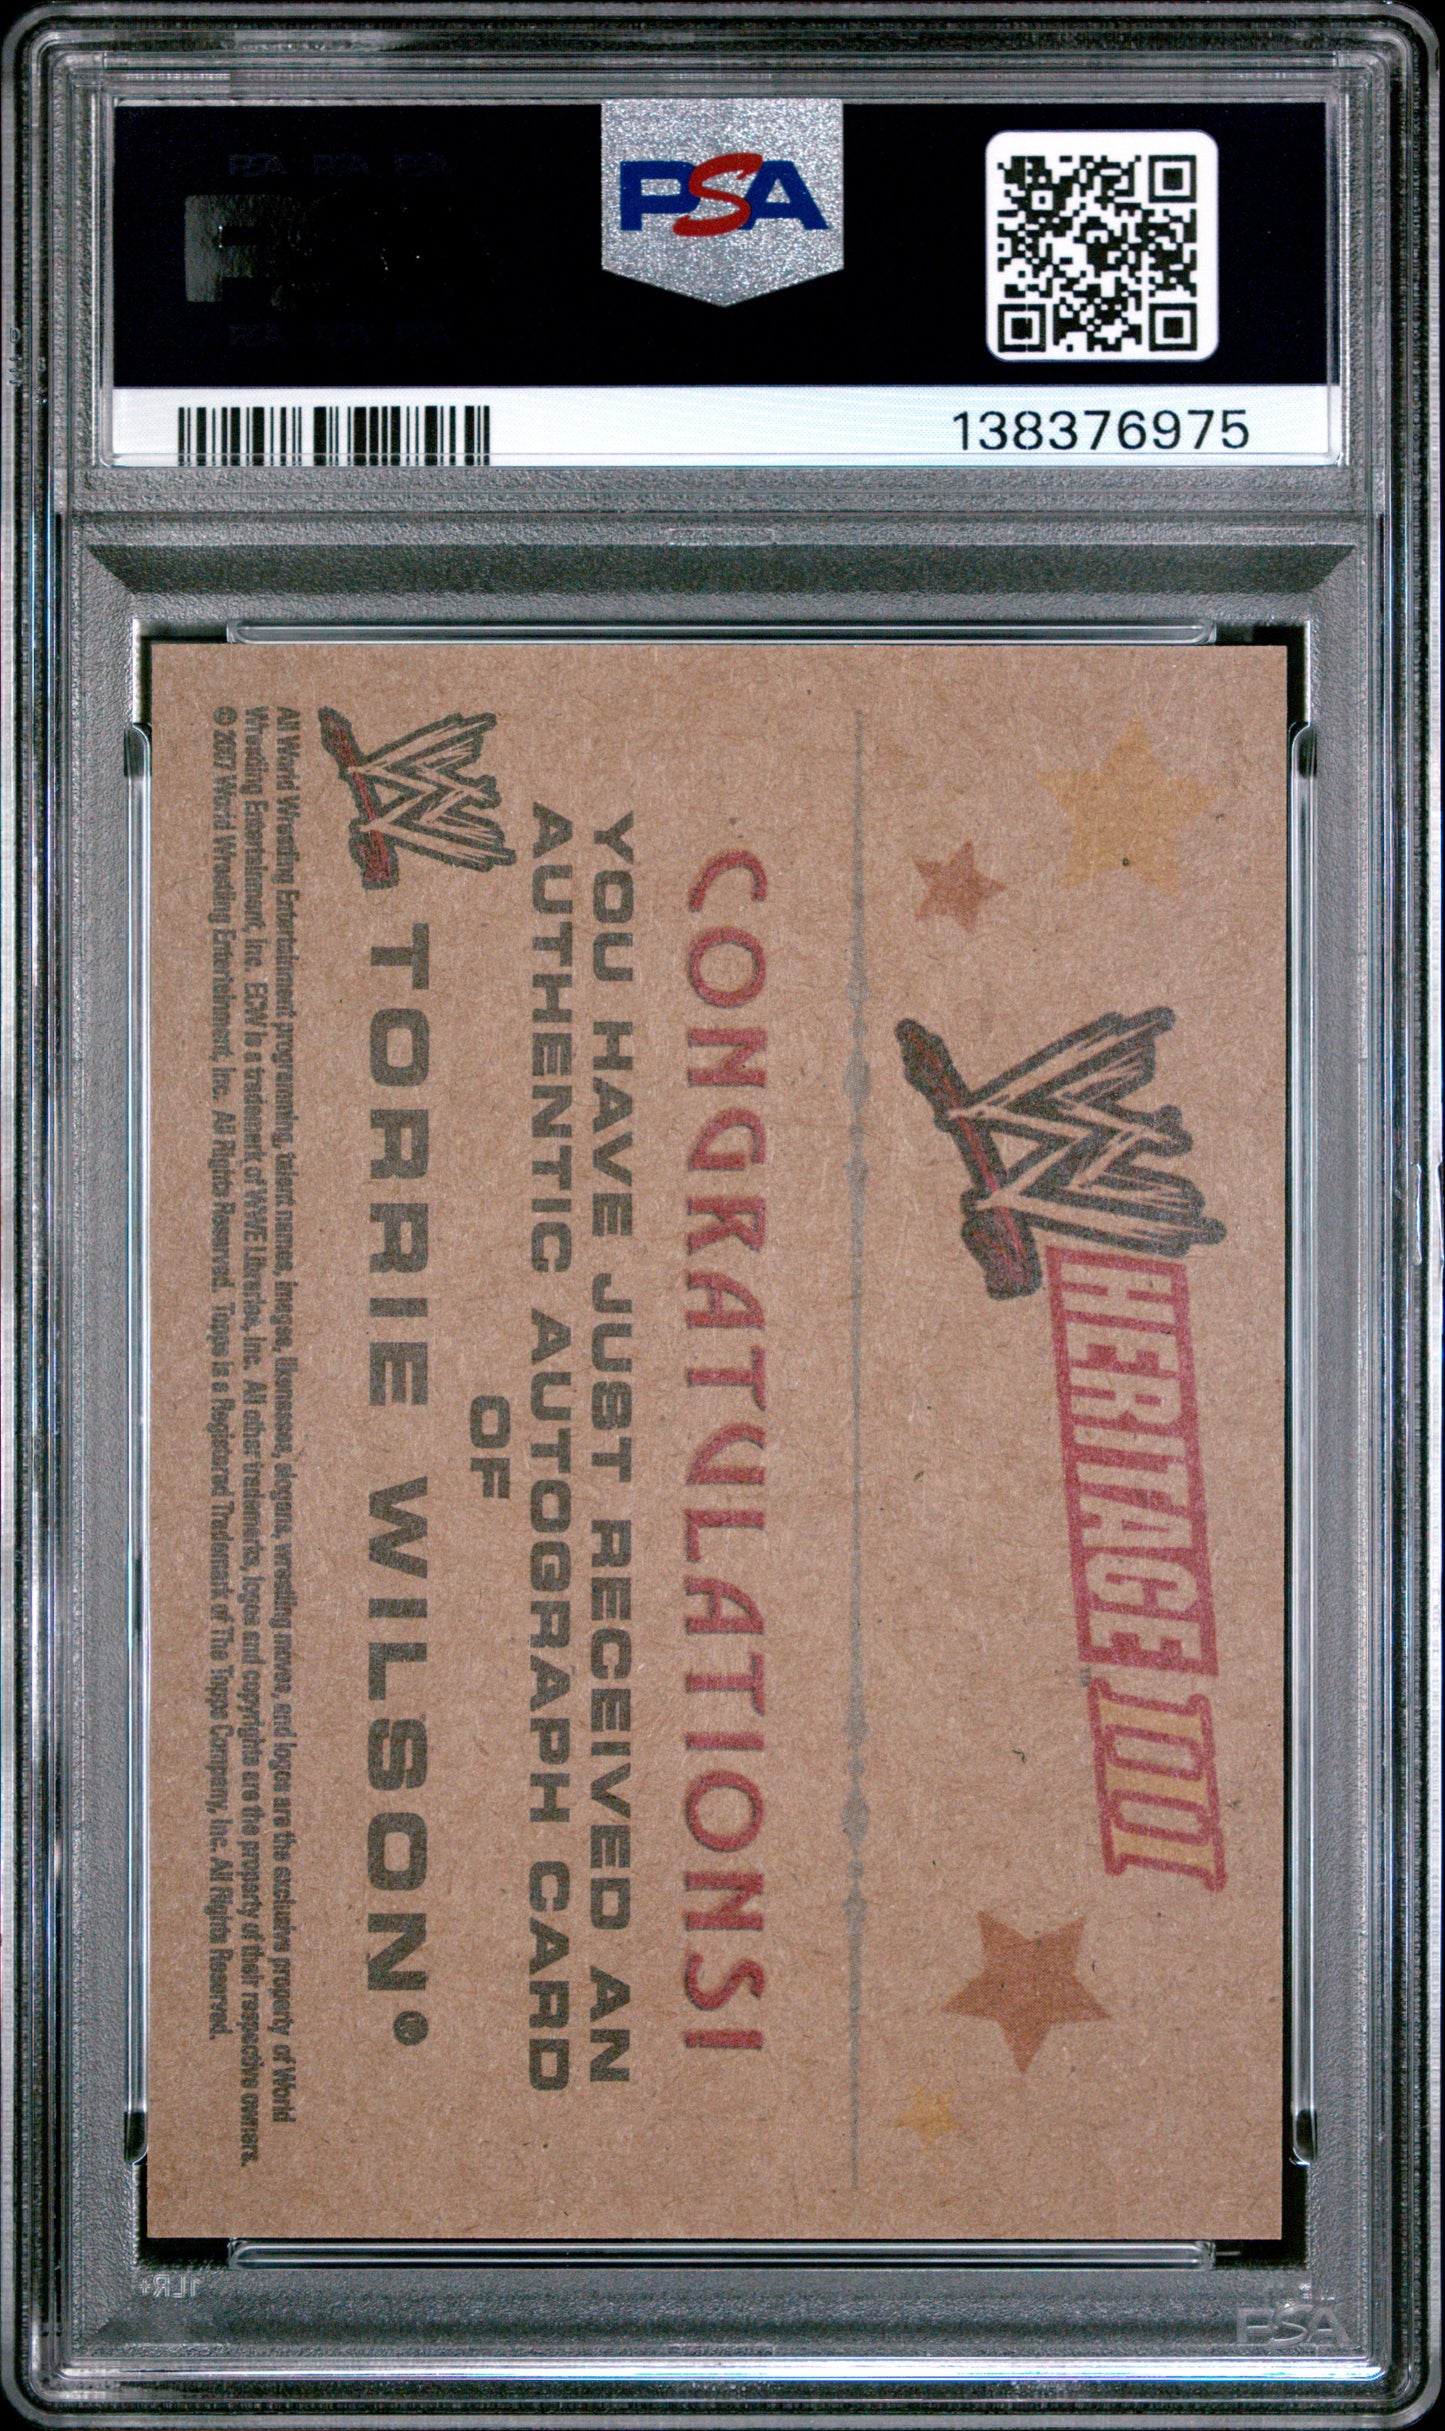 PSA
138376975
W HERITAGE III
TM
CONGRATULATIONS!
YOU HAVE JUST RECEIVED AN
AUTHENTIC AUTOGRAPH CARD
OF
TORRIE WILSON®
All World Wrestling Entertainment programming, talent names, images, likenesses, slogans, wrestling moves, and logos are the exclusive property of World
Wrestling Entertainment, Inc. ECW is a trademark of WWE Libraries, Inc. All other trademarks, logos and copyrights are the property of their respective owners.
© 2007 World Wrestling Entertainment, Inc. All Rights Reserved. Topps is a Registered Trademark of The Topps Company, Inc. All Rights Reserved.
PSA